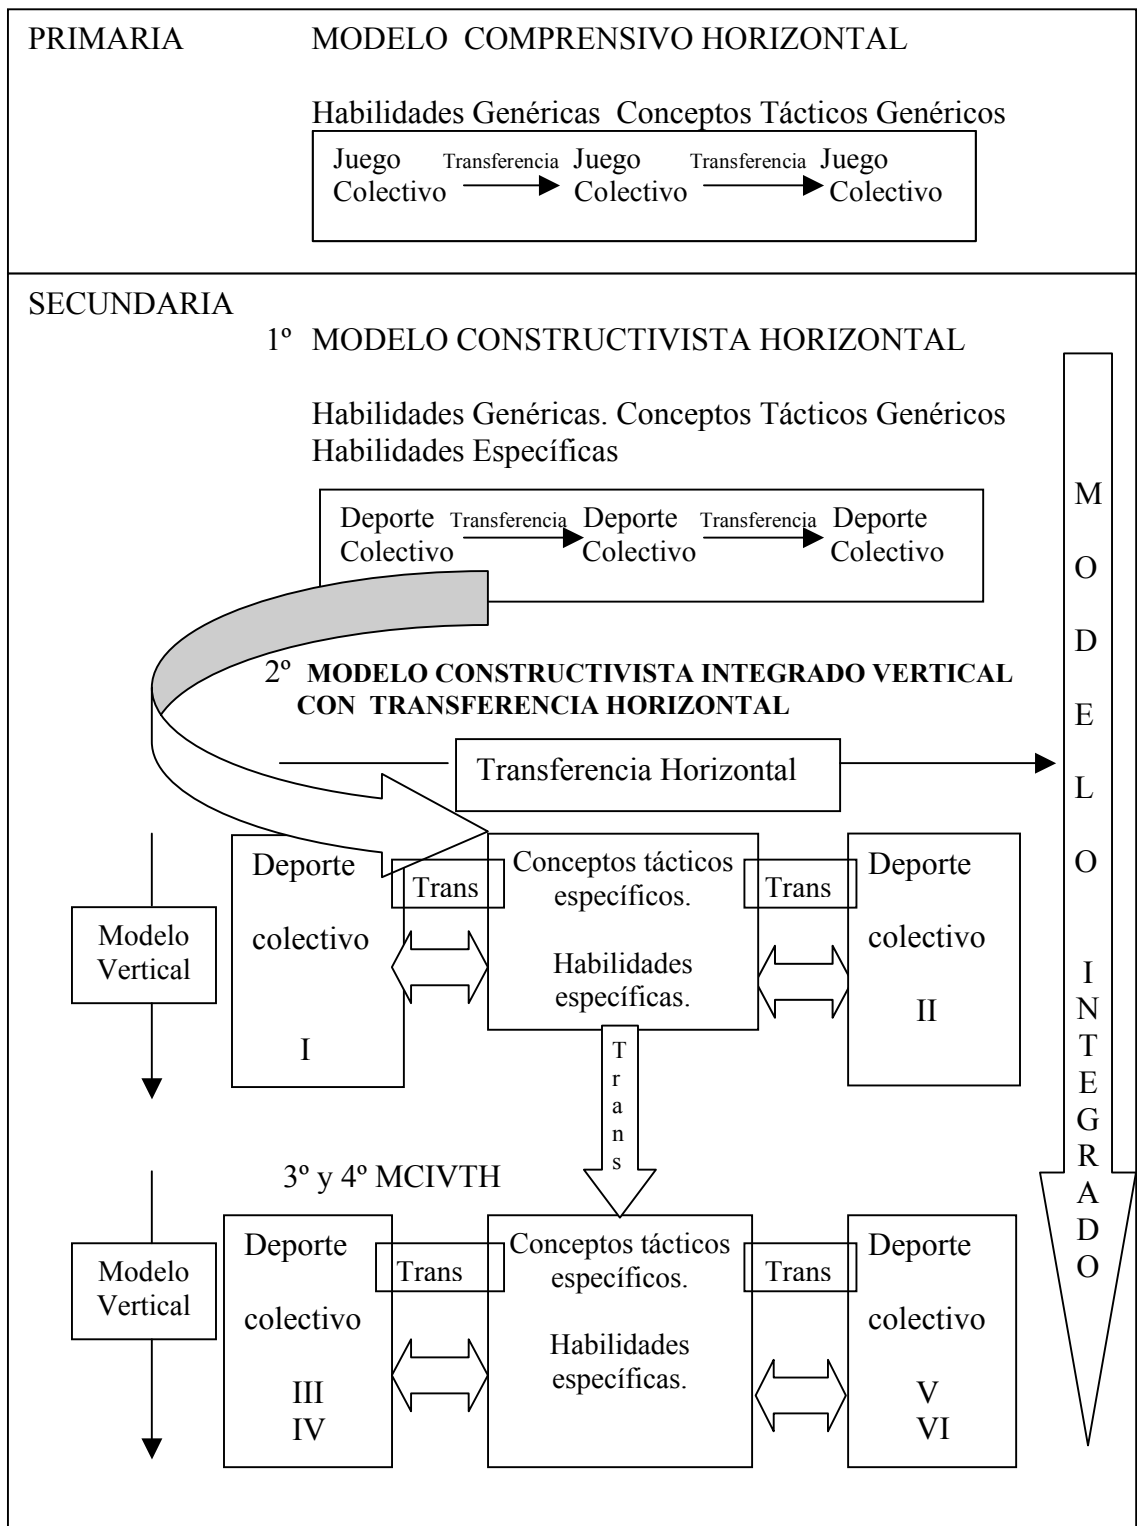 PRIMARIA MODELO COMPRENSIVO HORIZONTAL
Habilidades Genéricas Conceptos Tácticos Genéricos
Juego Transferencia Juego Transferencia Juego
Colectivo Colectivo Colectivo
SECUNDARIA
1º MODELO CONSTRUCTIVISTA HORIZONTAL
Habilidades Genéricas. Conceptos Tácticos Genéricos
Habilidades Específicas
Deporte Transferencia Deporte Transferencia Deporte
Colectivo Colectivo Colectivo
2º MODELO CONSTRUCTIVISTA INTEGRADO VERTICAL
CON TRANSFERENCIA HORIZONTAL
Transferencia Horizontal
Modelo
Vertical
Deporte
colectivo
I
Trans
Conceptos tácticos
específicos.
Habilidades
específicas.
Trans
Deporte
colectivo
II
Trans
3º y 4º MCIVTH
Modelo
Vertical
Deporte
colectivo
III
IV
Trans
Conceptos tácticos
específicos.
Habilidades
específicas.
Trans
Deporte
colectivo
V
VI
MODELO INTEGRADO